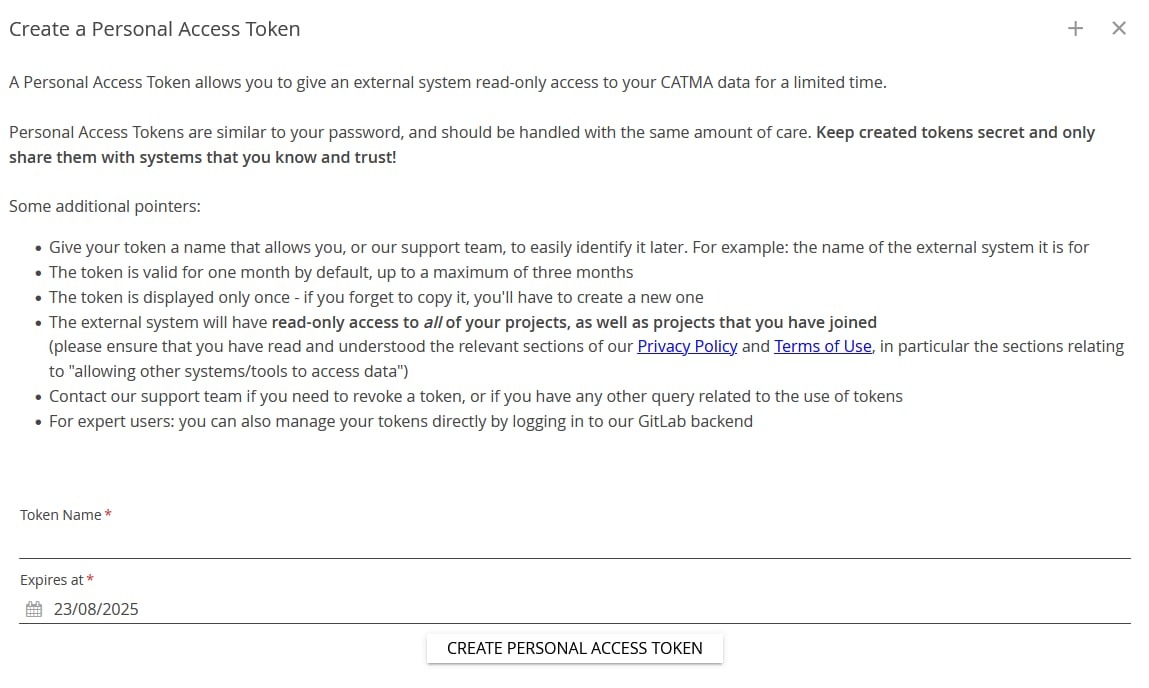 Create a Personal Access Token
A Personal Access Token allows you to give an external system read-only access to your CATMA data for a limited time.
Personal Access Tokens are similar to your password, and should be handled with the same amount of care. Keep created tokens secret and only
share them with systems that you know and trust!
Some additional pointers:
• Give your token a name that allows you, or our support team, to easily identify it later. For example: the name of the external system it is for
• The token is valid for one month by default, up to a maximum of three months
• The token is displayed only once - if you forget to copy it, you'll have to create a new one
• The external system will have read-only access to all of your projects, as well as projects that you have joined
(please ensure that you have read and understood the relevant sections of our Privacy Policy and Terms of Use, in particular the sections relating
to "allowing other systems/tools to access data")
• Contact our support team if you need to revoke a token, or if you have any other query related to the use of tokens
• For expert users: you can also manage your tokens directly by logging in to our GitLab backend
Token Name *
Expires at *
23/08/2025
CREATE PERSONAL ACCESS TOKEN